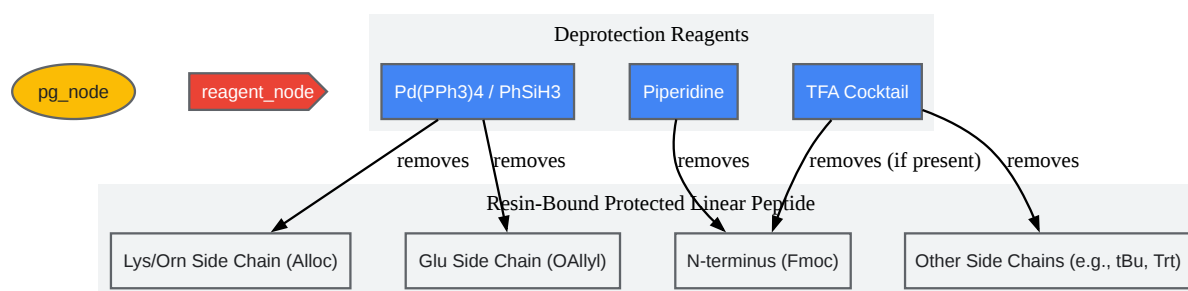 Deprotection Reagents
pg_node
reagent_node
Pd(PPh3)4 / PhSiH3
Piperidine
TFA Cocktail
removes
removes
removes
removes (if present)
removes
Resin-Bound Protected Linear Peptide
Lys/Orn Side Chain (Alloc)
Glu Side Chain (OAllyl)
N-terminus (Fmoc)
Other Side Chains (e.g., tBu, Trt)